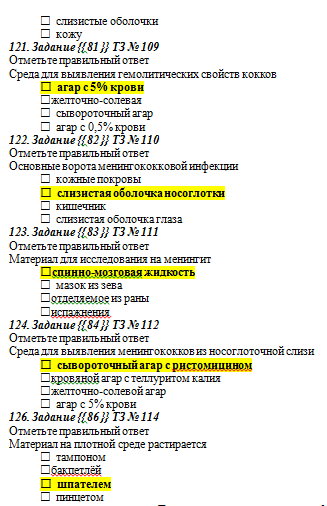 ☐ слизистые оболочки
☐ кожу
121. Задание {{81}} ТЗ № 109
Отметьте правильный ответ
Среда для выявления гемолитических свойств кокков
☐ агар с 5% крови
☐желточно-солевая
☐ сывороточный агар
☐ агар с 0,5% крови
122. Задание {{82}} ТЗ № 110
Отметьте правильный ответ
Основные ворота менингококковой инфекции
☐ кожные покровы
☐ слизистая оболочка носоглотки
☐ кишечник
☐ слизистая оболочка глаза
123. Задание {{83}} ТЗ № 111
Отметьте правильный ответ
Материал для исследования на менингит
☐спинно-мозговая жидкость
☐ мазок из зева
☐отделяемое из раны
☐испажнения
124. Задание {{84}} ТЗ № 112
Отметьте правильный ответ
Среда для выявления менингококков из носоглоточной слизи
☐ сывороточный агар с ристомицином
☐кровяной агар с теллуритом калия
☐желточно-солевой агар
☐ агар с 5% крови
126. Задание {{86}} ТЗ № 114
Отметьте правильный ответ
Материал на плотной среде растирается
☐ тампоном
☐бакпетлёй
☐ шпателем
☐ пинцетом